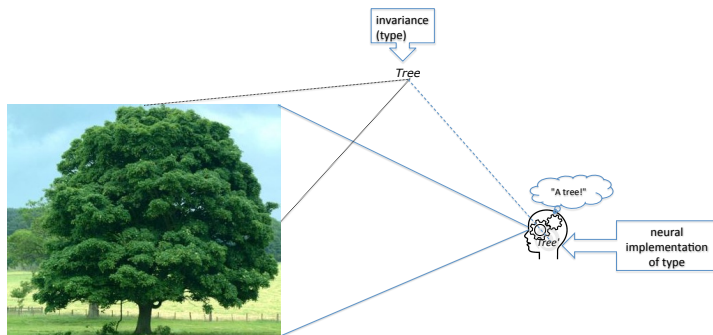 invariance
(type)
Tree
"A tree!"
Tree'
neural
implementation
of type